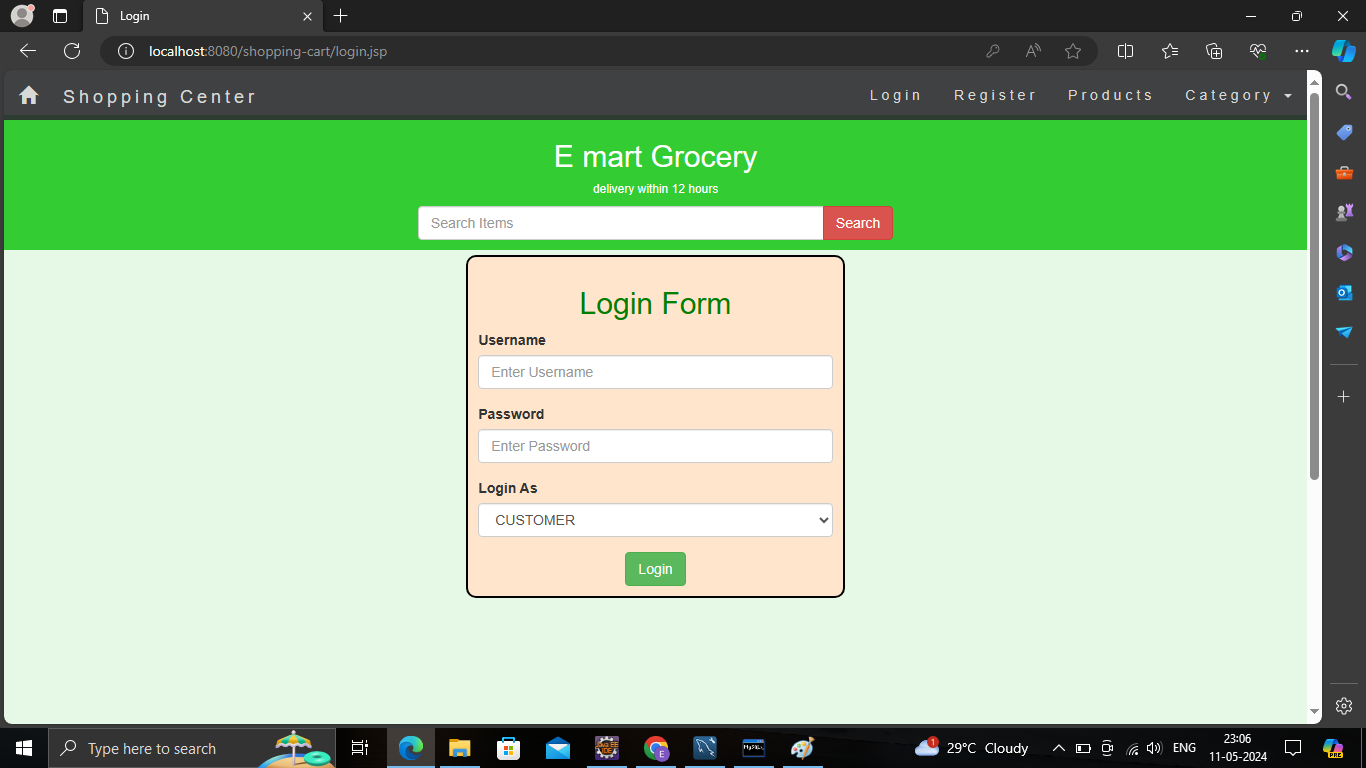 Login
localhost:8080/shopping-cart/login.jsp
Shopping Center
Login Register Products Category
E mart Grocery
delivery within 12 hours
Search Items Search
Login Form
Username
Enter Username
Password
Enter Password
Login As
CUSTOMER
Login
Type here to search
1 29°C Cloudy ENG 23:06
11-05-2024